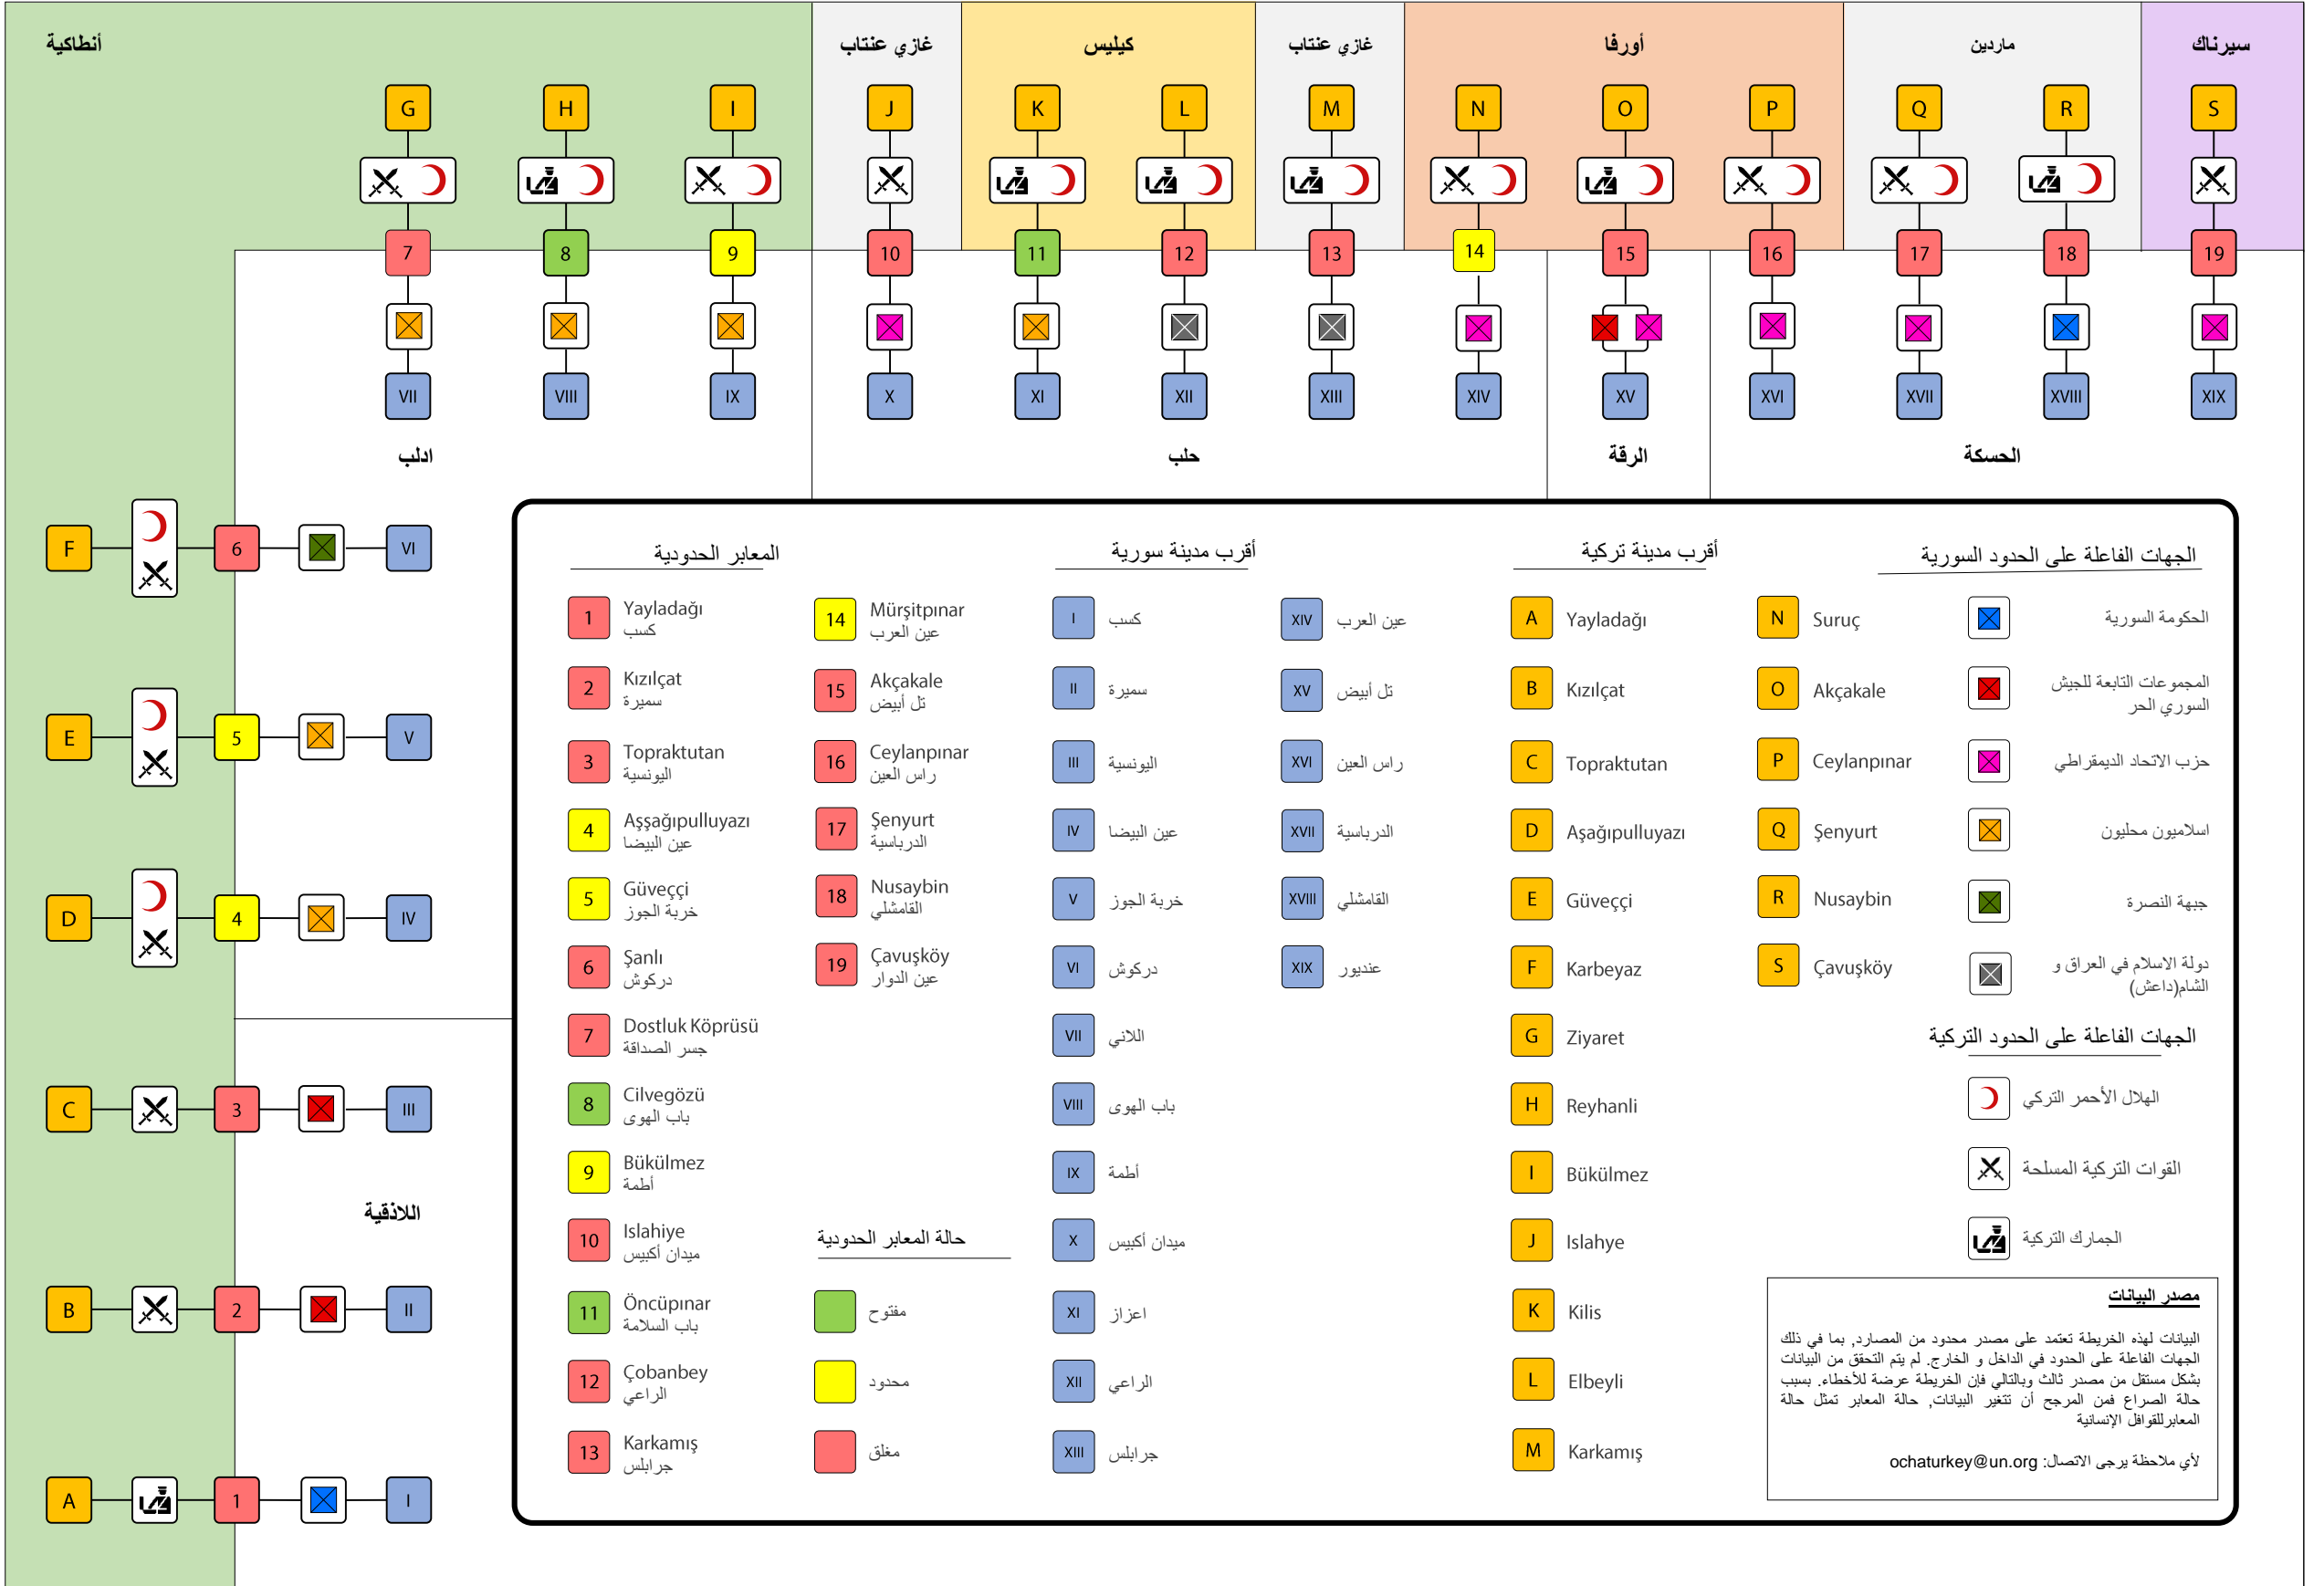 أنطاكية
غازي عنتاب
كيليس
غازي عنتاب
أورفا
ماردين
سيرناك
G
H
I
J
K
L
M
N
O
P
Q
R
S
7
8
9
10
11
12
13
14
15
16
17
18
19
VII
VIII
IX
X
XI
XII
XIII
XIV
XV
XVI
XVII
XVIII
XIX
ادلب
حلب
الرقة
الحسكة
F
6
VI
E
5
V
D
4
IV
C
3
III
اللاذقية
B
2
II
A
1
I
المعابر الحدودية
1
Yayladağı
كسب
2
Kızılçat
سميرة
3
Topraktutan
اليونسية
4
Aşşağıpulluyazı
عين البيضا
5
Güveççi
خربة الجوز
6
Şanlı
دركوش
7
Dostluk Köprüsü
جسر الصداقة
8
Cilvegözü
باب الهوى
9
Bükülmez
أطمة
10
Islahiye
ميدان أكبيس
11
Öncüpınar
باب السلامة
12
Çobanbey
الراعي
13
Karkamış
جرابلس
14
Mürşitpınar
عين العرب
15
Akçakale
تل أبيض
16
Ceylanpınar
راس العين
17
Şenyurt
الدرباسية
18
Nusaybin
القامشلي
19
Çavuşköy
عين الدوار
حالة المعابر الحدودية
مفتوح
محدود
مغلق
أقرب مدينة سورية
I كسب
II سميرة
III اليونسية
IV عين البيضا
V خربة الجوز
VI دركوش
VII اللاني
VIII باب الهوى
IX أطمة
X ميدان أكبيس
XI اعزاز
XII الراعي
XIII جرابلس
XIV عين العرب
XV تل أبيض
XVI راس العين
XVII الدرباسية
XVIII القامشلي
XIX عنديور
أقرب مدينة تركية
A Yayladağı
B Kızılçat
C Topraktutan
D Aşağıpulluyazı
E Güveççi
F Karbeyaz
G Ziyaret
H Reyhanli
I Bükülmez
J Islahye
K Kilis
L Elbeyli
M Karkamış
N Suruç
O Akçakale
P Ceylanpınar
Q Şenyurt
R Nusaybin
S Çavuşköy
الجهات الفاعلة على الحدود السورية
الحكومة السورية
المجموعات التابعة للجيش
السوري الحر
حزب الاتحاد الديمقراطي
اسلاميون محليون
جبهة النصرة
دولة الاسلام في العراق و
الشام(داعش)
الجهات الفاعلة على الحدود التركية
الهلال الأحمر التركي
القوات التركية المسلحة
الجمارك التركية
مصدر البيانات
البيانات لهذه الخريطة تعتمد على مصدر محدود من المصارد, بما في ذلك
الجهات الفاعلة على الحدود في الداخل و الخارج. لم يتم التحقق من البيانات
بشكل مستقل من مصدر ثالث وبالتالي فإن الخريطة عرضة للأخطاء. بسبب
حالة الصراع فمن المرجح أن تتغير البيانات, حالة المعابر تمثل حالة
المعابرللقوافل الإنسانية
لأي ملاحظة يرجى الاتصال: ochaturkey@un.org